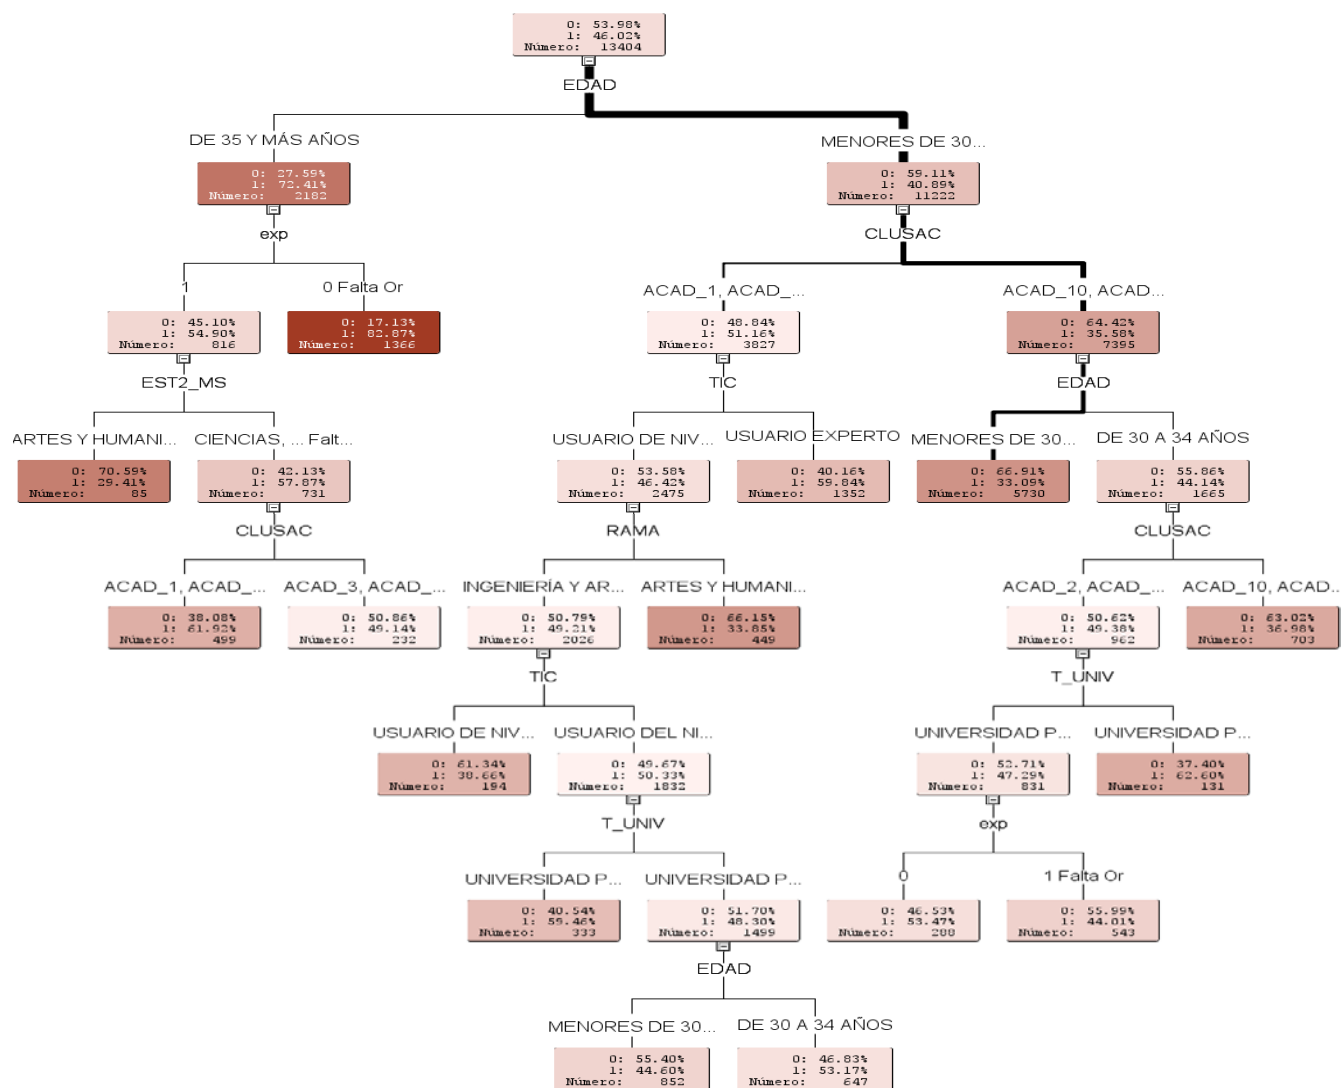 0: 53.98%
1: 46.02%
Número: 13404
EDAD
DE 35 Y MÁS AÑOS
MENORES DE 30...
0: 27.59%
1: 72.41%
Número: 2182
0: 59.11%
1: 40.89%
Número: 11222
exp
CLUSAC
1
0 Falta Or
ACAD_1, ACAD_...
ACAD_10, ACAD...
0: 45.10%
1: 54.90%
Número: 816
0: 17.13%
1: 82.87%
Número: 1366
0: 48.84%
1: 51.16%
Número: 3827
0: 64.42%
1: 35.58%
Número: 7395
EST2_MS
TIC
EDAD
ARTES Y HUMANI...
CIENCIAS, ... Falt...
USUARIO DE NIV...
USUARIO EXPERTO
MENORES DE 30...
DE 30 A 34 AÑOS
0: 70.59%
1: 29.41%
Número: 85
0: 42.13%
1: 57.87%
Número: 731
0: 53.58%
1: 46.42%
Número: 2475
0: 40.16%
1: 59.84%
Número: 1352
0: 66.91%
1: 33.09%
Número: 5730
0: 55.86%
1: 44.14%
Número: 1665
CLUSAC
RAMA
CLUSAC
ACAD_1, ACAD_...
ACAD_3, ACAD_...
INGENIERÍA Y AR...
ARTES Y HUMANI...
ACAD_2, ACAD_...
ACAD_10, ACAD...
0: 38.08%
1: 61.92%
Número: 499
0: 50.86%
1: 49.14%
Número: 232
0: 50.79%
1: 49.21%
Número: 2026
0: 66.15%
1: 33.85%
Número: 449
0: 50.62%
1: 49.38%
Número: 962
0: 63.02%
1: 36.98%
Número: 703
TIC
T_UNIV
USUARIO DE NIV...
USUARIO DEL NI...
UNIVERSIDAD P...
UNIVERSIDAD P...
0: 61.34%
1: 38.66%
Número: 194
0: 49.67%
1: 50.33%
Número: 1832
0: 52.71%
1: 47.29%
Número: 831
0: 37.40%
1: 62.60%
Número: 131
T_UNIV
exp
UNIVERSIDAD P...
UNIVERSIDAD P...
0
1 Falta Or
0: 40.54%
1: 59.46%
Número: 333
0: 51.70%
1: 48.30%
Número: 1499
0: 46.53%
1: 53.47%
Número: 288
0: 55.99%
1: 44.01%
Número: 543
EDAD
MENORES DE 30...
DE 30 A 34 AÑOS
0: 55.40%
1: 44.60%
Número: 852
0: 46.83%
1: 53.17%
Número: 647